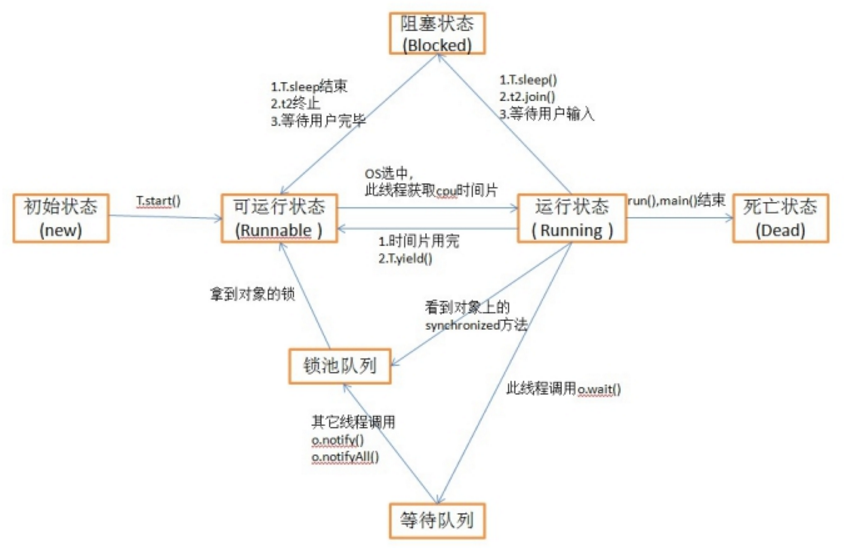 阻塞状态
(Blocked)
1.T.sleep结束
2.t2终止
3.等待用户完毕
1.T.sleep()
2.t2.join()
3.等待用户输入
初始状态
(new)
T.start()
可运行状态
(Runnable )
OS选中,
此线程获取cpu时间片
1.时间片用完
2.T.yield()
运行状态
( Running )
run(),main()结束
死亡状态
(Dead)
拿到对象的锁
看到对象上的
synchronized方法
锁池队列
此线程调用o.wait()
其它线程调用
o.notify()
o.notifyAll()
等待队列